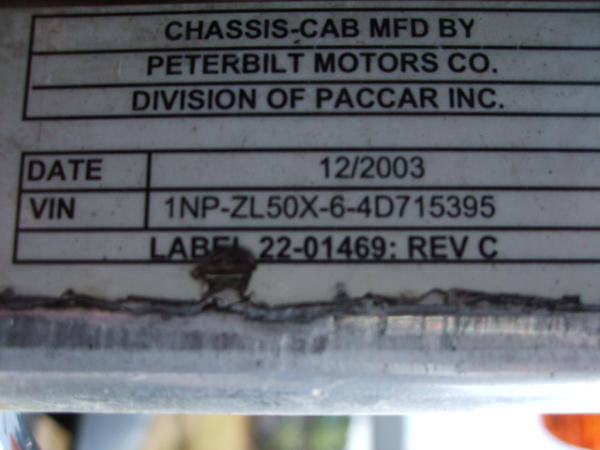 CHASSIS-CAB MFD BY
PETERBILT MOTORS CO.
DIVISION OF PACCAR INC.
DATE 12/2003
VIN 1NP-ZL50X-6-4D715395
LABEL 22-01469: REV C